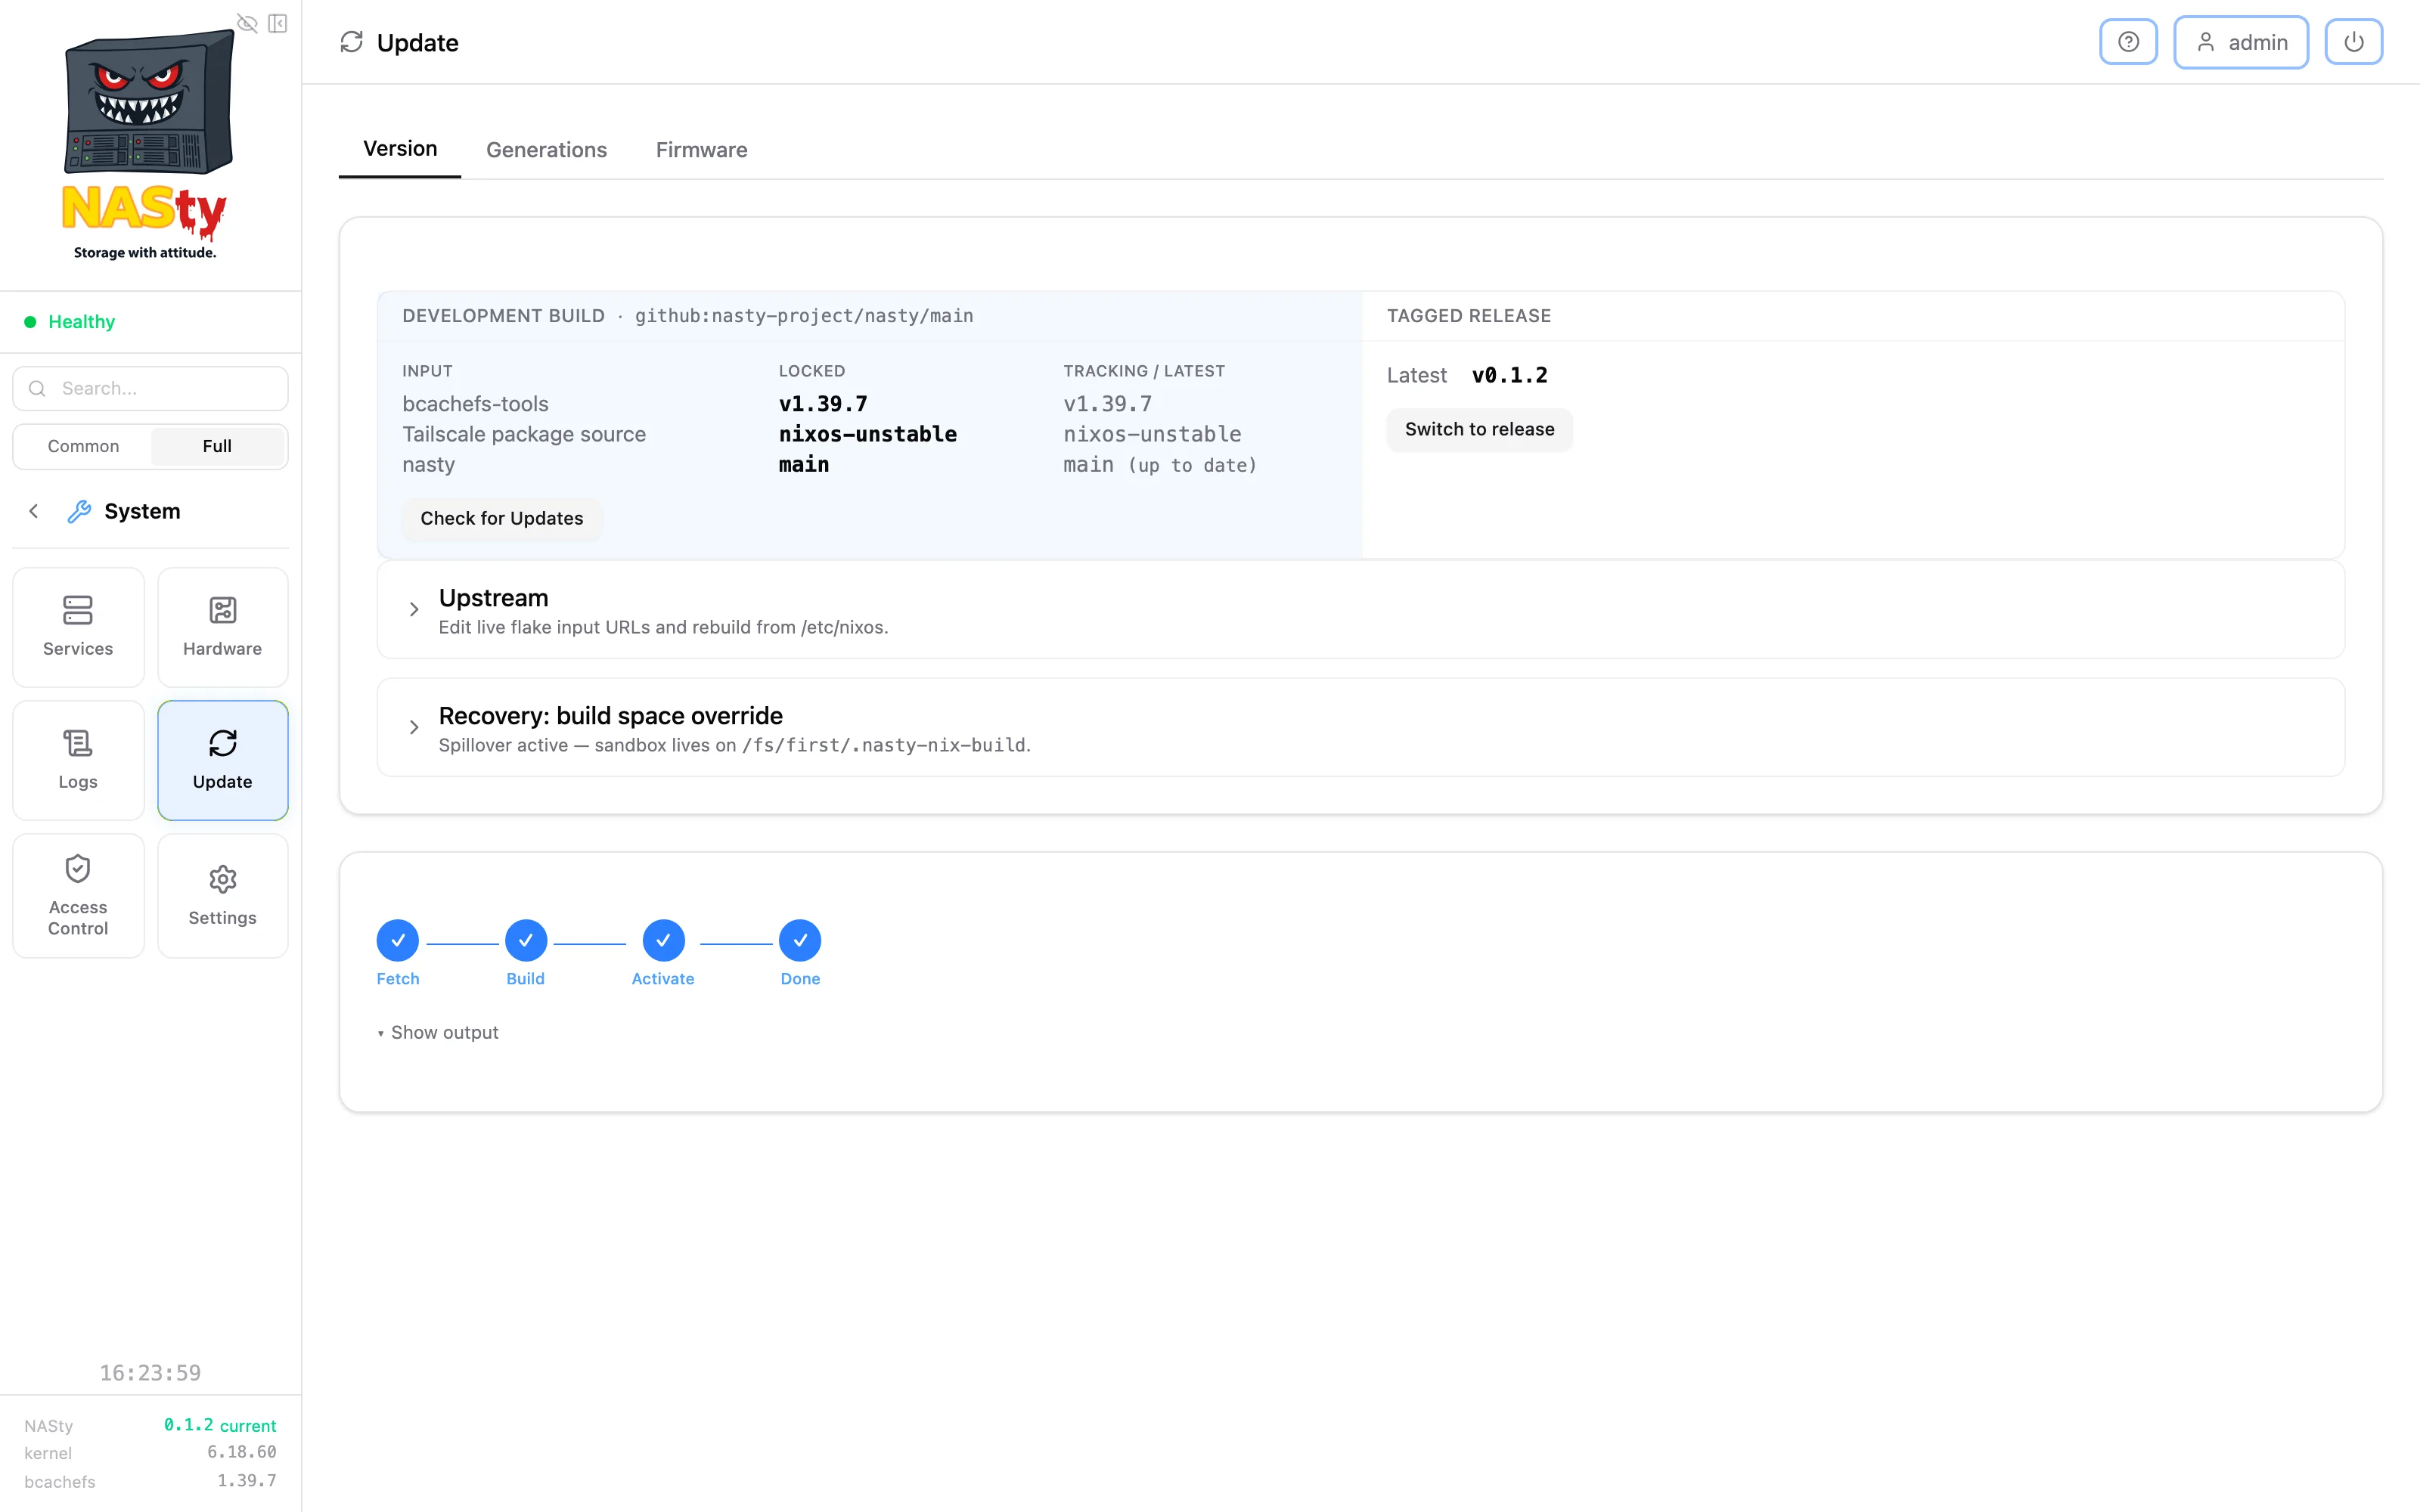 NASty
Storage with attitude.
Healthy
Search...
Common
Full
System
Services
Hardware
Logs
Update
Access
Control
Settings
16:23:59
NASty
0.1.2 current
kernel
6.18.60
bcachefs
1.39.7
Update
admin
Version
Generations
Firmware
DEVELOPMENT BUILD · github:nasty-project/nasty/main
INPUT
LOCKED
TRACKING / LATEST
bcachefs-tools
v1.39.7
v1.39.7
Tailscale package source
nixos-unstable
nixos-unstable
nasty
main
main (up to date)
Check for Updates
TAGGED RELEASE
Latest v0.1.2
Switch to release
Upstream
Edit live flake input URLs and rebuild from /etc/nixos.
Recovery: build space override
Spillover active — sandbox lives on /fs/first/.nasty-nix-build.
Fetch
Build
Activate
Done
Show output